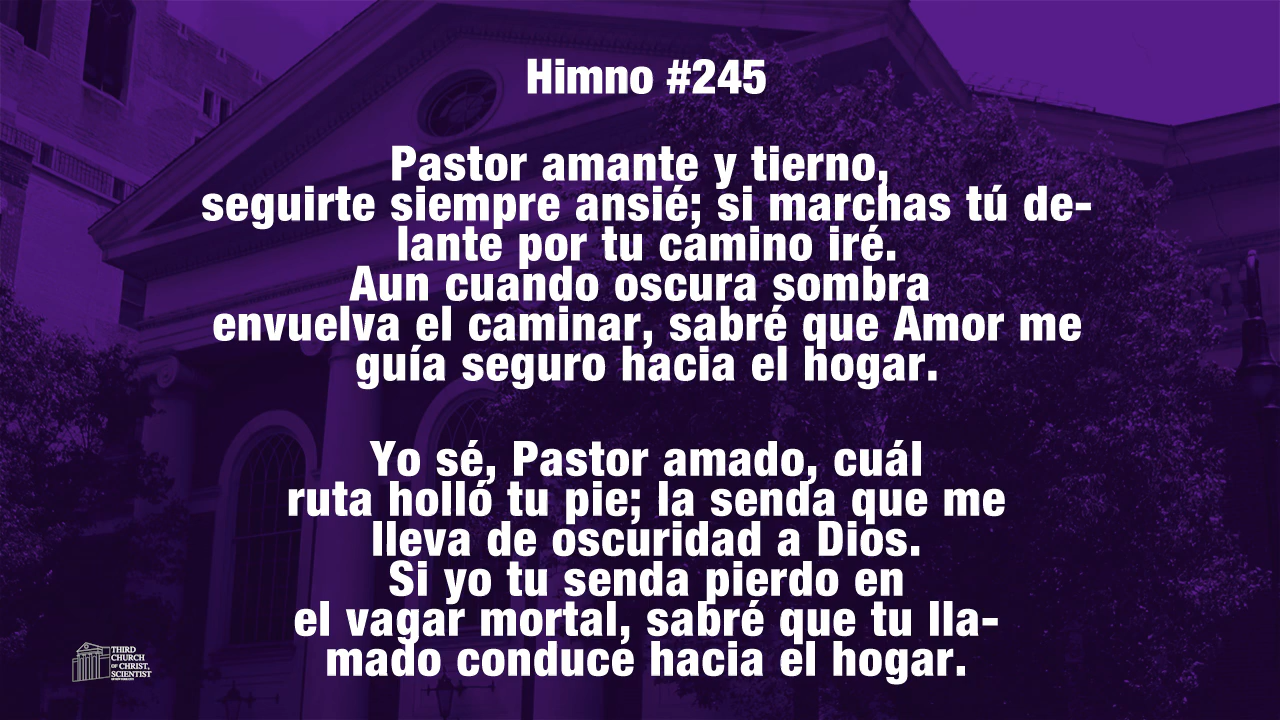 Himno #245
Pastor amante y tierno,
seguirte siempre ansié; si marchas tú de-
lante por tu camino iré.
Aun cuando oscura sombra
envuelva el caminar, sabré que Amor me
guía seguro hacia el hogar.
Yo sé, Pastor amado, cuál
ruta holló tu pie; la senda que me
lleva de oscuridad a Dios.
Si yo tu senda pierdo en
el vagar mortal, sabré que tu lla-
mado conduce hacia el hogar.
THIRD
CHURCH
OF CHRIST,
SCIENTIST